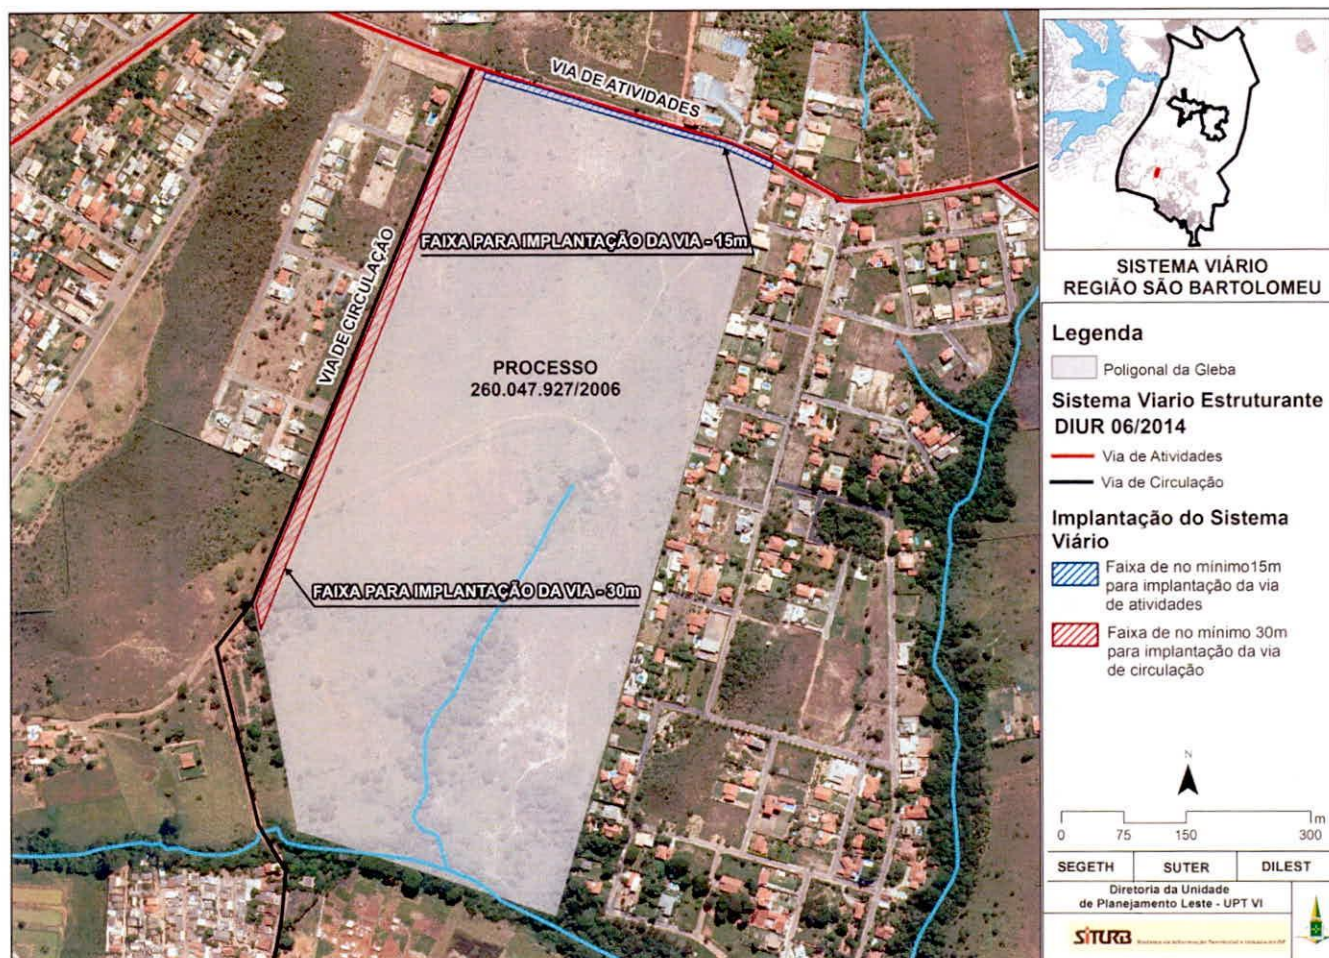 VIA DE ATIVIDADES
FAIXA PARA IMPLANTAÇÃO DA VIA - 15m
VIA DE CIRCULAÇÃO
PROCESSO
260.047.927/2006
FAIXA PARA IMPLANTAÇÃO DA VIA - 30m
SISTEMA VIÁRIO
REGIÃO SÃO BARTOLOMEU
Legenda
Poligonal da Gleba
Sistema Viario Estruturante
DIUR 06/2014
Via de Atividades
Via de Circulação
Implantação do Sistema
Viário
Faixa de no mínimo15m
para implantação da via
de atividades
Faixa de no mínimo 30m
para implantação da via
de circulação
N
0 75 150 300 m
SEGETH SUTER DILEST
Diretoria da Unidade
de Planejamento Leste - UPT VI
SITURB